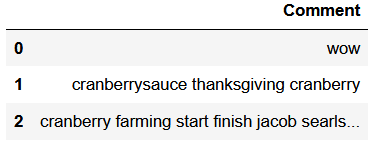 Comment
0 wow
1 cranberrysauce thanksgiving cranberry
2 cranberry farming start finish jacob searls...